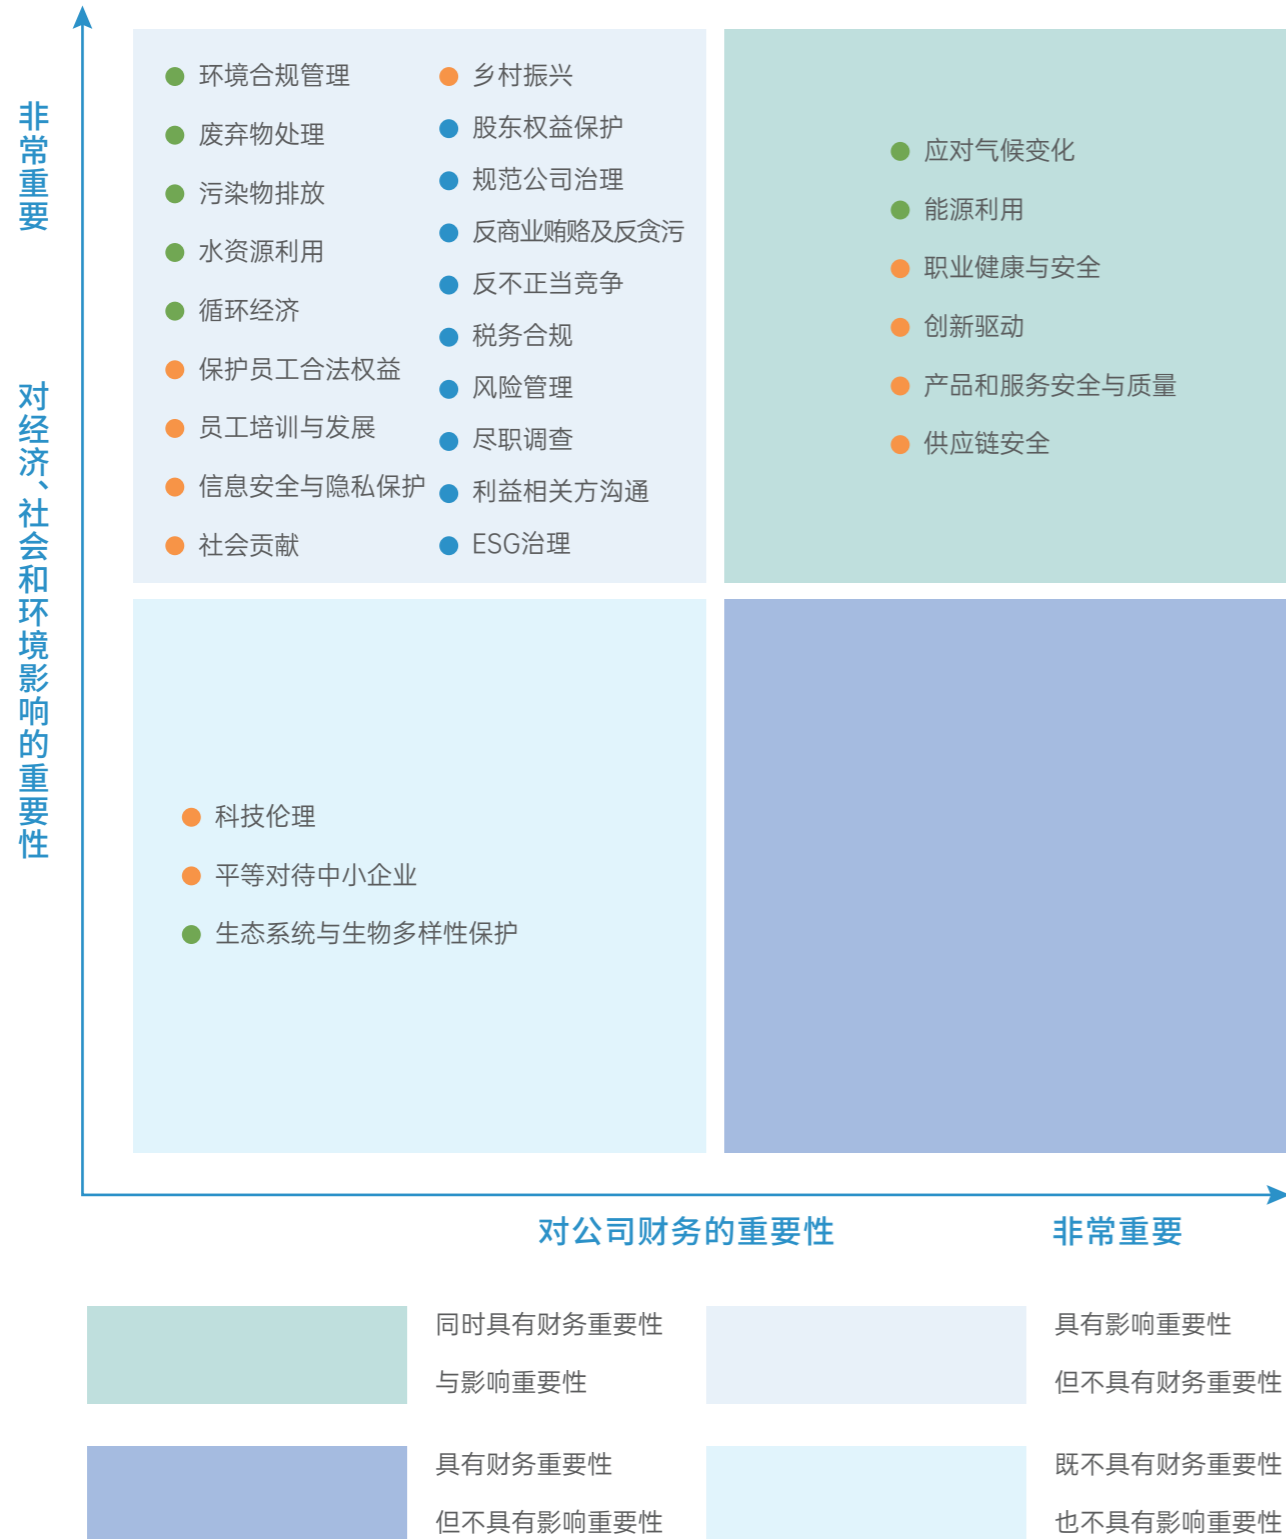 非常重要
对经济、社会和环境影响的重要性
环境合规管理
废弃物处理
污染物排放
水资源利用
循环经济
保护员工合法权益
员工培训与发展
信息安全与隐私保护
社会贡献
乡村振兴
股东权益保护
规范公司治理
反商业贿赂及反贪污
反不正当竞争
税务合规
风险管理
尽职调查
利益相关方沟通
ESG治理
应对气候变化
能源利用
职业健康与安全
创新驱动
产品和服务安全与质量
供应链安全
科技伦理
平等对待中小企业
生态系统与生物多样性保护
对公司财务的重要性
非常重要
同时具有财务重要性
与影响重要性
具有影响重要性
但不具有财务重要性
具有财务重要性
但不具有影响重要性
既不具有财务重要性
也不具有影响重要性